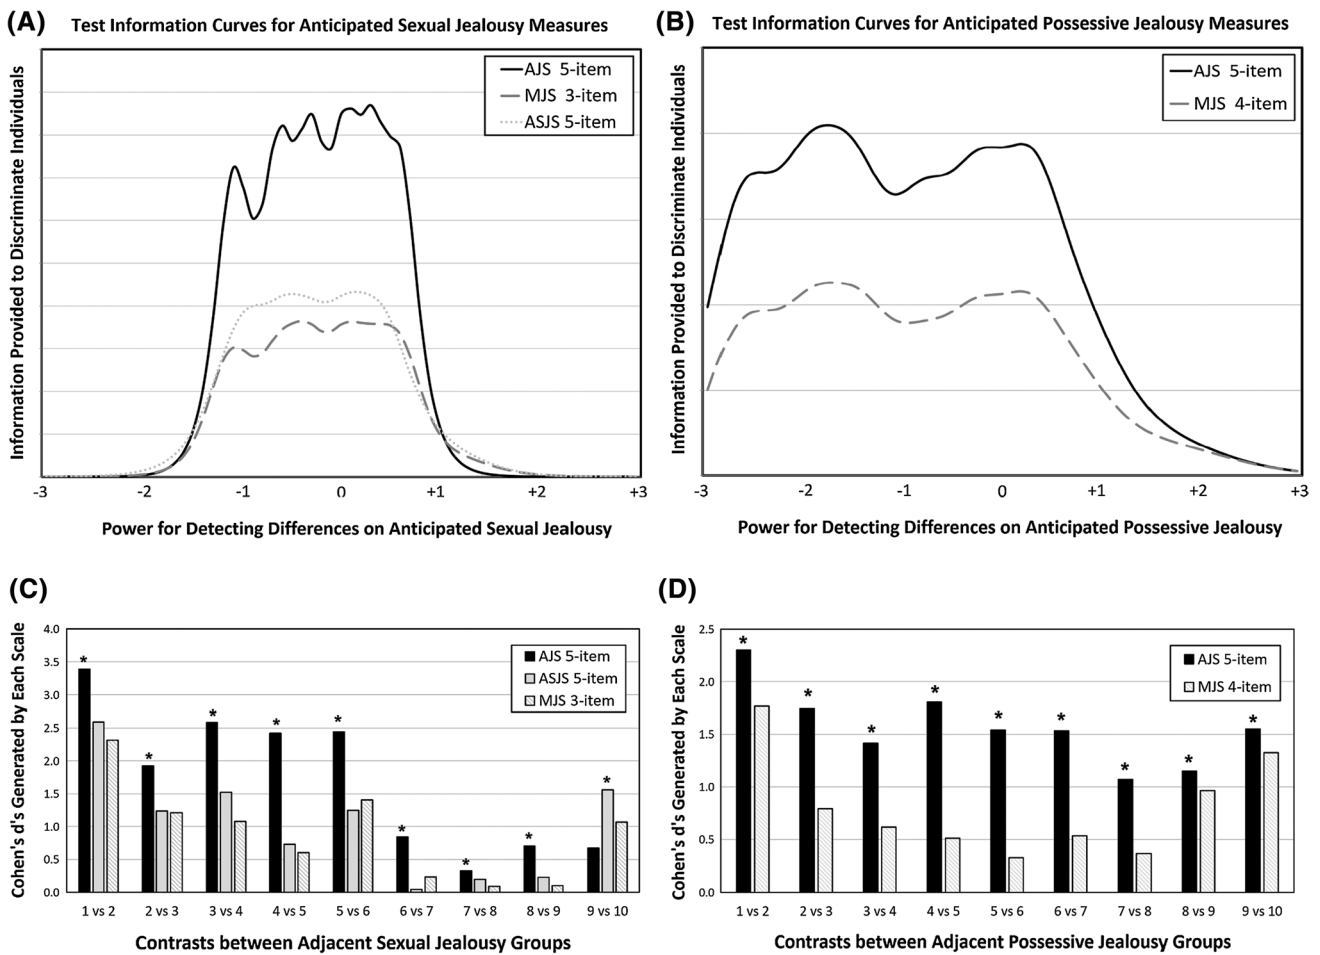 (A)
Test Information Curves for Anticipated Sexual Jealousy Measures
Information Provided to Discriminate Individuals
AJS 5-item
MJS 3-item
ASJS 5-item
-3 -2 -1 0 +1 +2 +3
Power for Detecting Differences on Anticipated Sexual Jealousy
(B)
Test Information Curves for Anticipated Possessive Jealousy Measures
Information Provided to Discriminate Individuals
AJS 5-item
MJS 4-item
-3 -2 -1 0 +1 +2 +3
Power for Detecting Differences on Anticipated Possessive Jealousy
(C)
Cohen's d's Generated by Each Scale
4.0
3.5
3.0
2.5
2.0
1.5
1.0
0.5
0.0
AJS 5-item
ASJS 5-item
MJS 3-item
* * * * * * * * *
1 vs 2 2 vs 3 3 vs 4 4 vs 5 5 vs 6 6 vs 7 7 vs 8 8 vs 9 9 vs 10
Contrasts between Adjacent Sexual Jealousy Groups
(D)
Cohen's d's Generated by Each Scale
2.5
2.0
1.5
1.0
0.5
0.0
AJS 5-item
MJS 4-item
* * * * * * * * *
1 vs 2 2 vs 3 3 vs 4 4 vs 5 5 vs 6 6 vs 7 7 vs 8 8 vs 9 9 vs 10
Contrasts between Adjacent Possessive Jealousy Groups